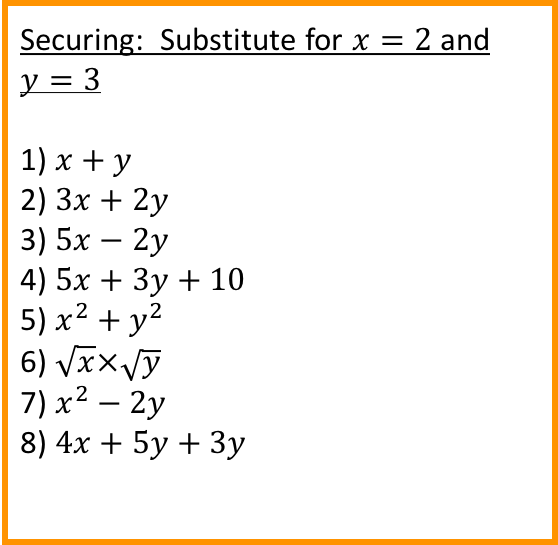 Securing:  Substitute for 𝑥 = 2 and
𝑦 = 3
1) 𝑥 + 𝑦
2) 3𝑥 + 2𝑦
3) 5𝑥 − 2𝑦
4) 5𝑥 + 3𝑦 + 10
5) 𝑥² + 𝑦²
6) √𝑥×√𝑦
7) 𝑥² − 2𝑦
8) 4𝑥 + 5𝑦 + 3𝑦